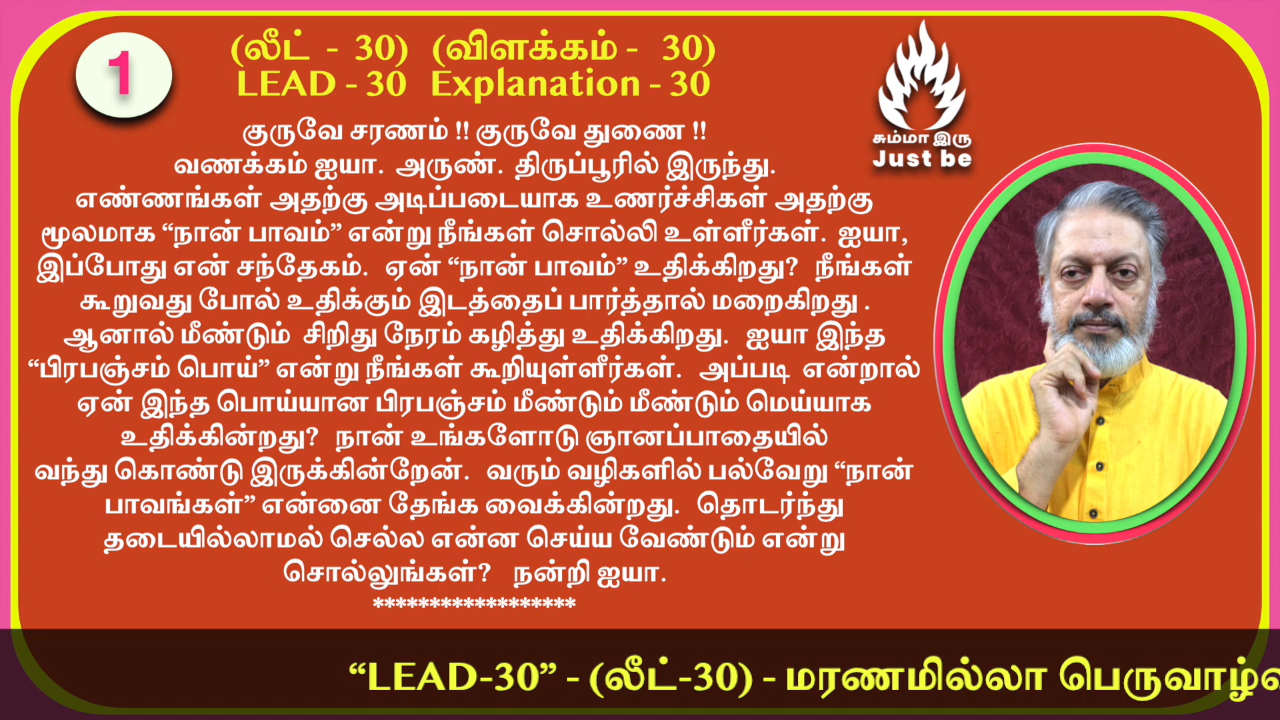 1
(லீட் - 30) (விளக்கம் - 30)
LEAD - 30 Explanation - 30
சும்மா இரு
Just be
குருவே சரணம் !! குருவே துணை !!
வணக்கம் ஐயா. அருண். திருப்பூரில் இருந்து.
எண்ணங்கள் அதற்கு அடிப்படையாக உணர்ச்சிகள் அதற்கு
மூலமாக “நான் பாவம்” என்று நீங்கள் சொல்லி உள்ளீர்கள். ஐயா,
இப்போது என் சந்தேகம். ஏன் “நான் பாவம்” உதிக்கிறது? நீங்கள்
கூறுவது போல் உதிக்கும் இடத்தைப் பார்த்தால் மறைகிறது .
ஆனால் மீண்டும் சிறிது நேரம் கழித்து உதிக்கிறது. ஐயா இந்த
“பிரபஞ்சம் பொய்” என்று நீங்கள் கூறியுள்ளீர்கள். அப்படி என்றால்
ஏன் இந்த பொய்யான பிரபஞ்சம் மீண்டும் மீண்டும் மெய்யாக
உதிக்கின்றது? நான் உங்களோடு ஞானப்பாதையில்
வந்து கொண்டு இருக்கின்றேன். வரும் வழிகளில் பல்வேறு “நான்
பாவங்கள்” என்னை தேங்க வைக்கின்றது. தொடர்ந்து
தடையில்லாமல் செல்ல என்ன செய்ய வேண்டும் என்று
சொல்லுங்கள்? நன்றி ஐயா.
******************
“LEAD-30” - (லீட்-30) - மரணமில்லா